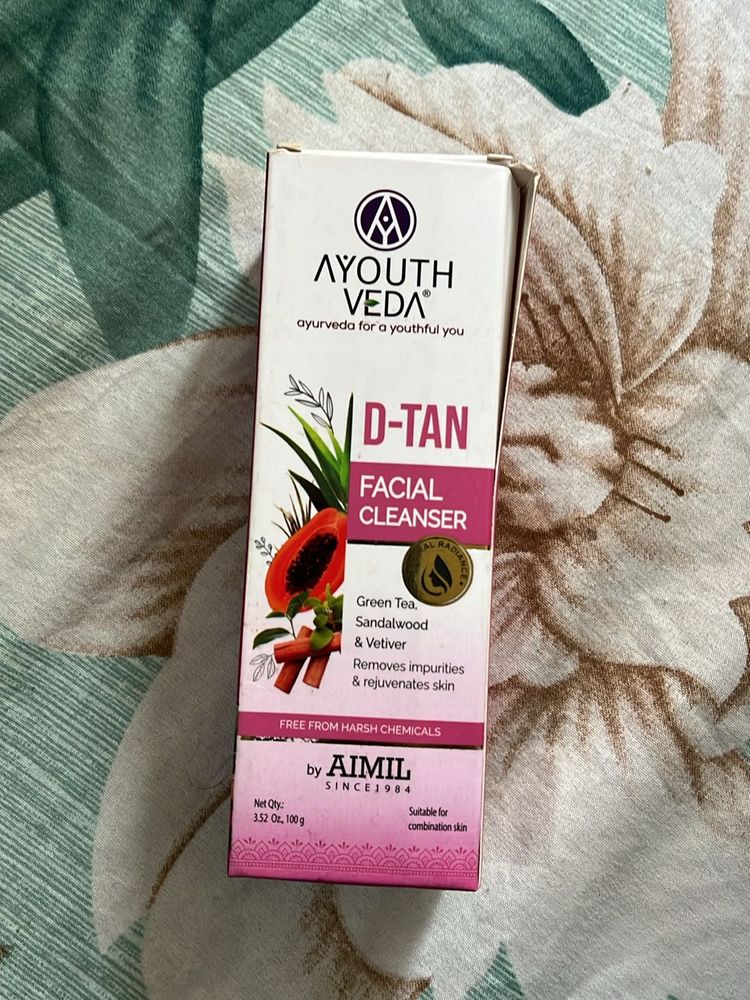 AYOUTH
VEDA®
ayurveda for a youthful you
D-TAN
FACIAL
CLEANSER
RADIANCE
Green Tea,
Sandalwood
& Vetiver
Removes impurities
& rejuvenates skin
FREE FROM HARSH CHEMICALS
by AIMIL
SINCE 1984
Net Qty.:
3.52 Oz., 100 g
Suitable for
combination skin